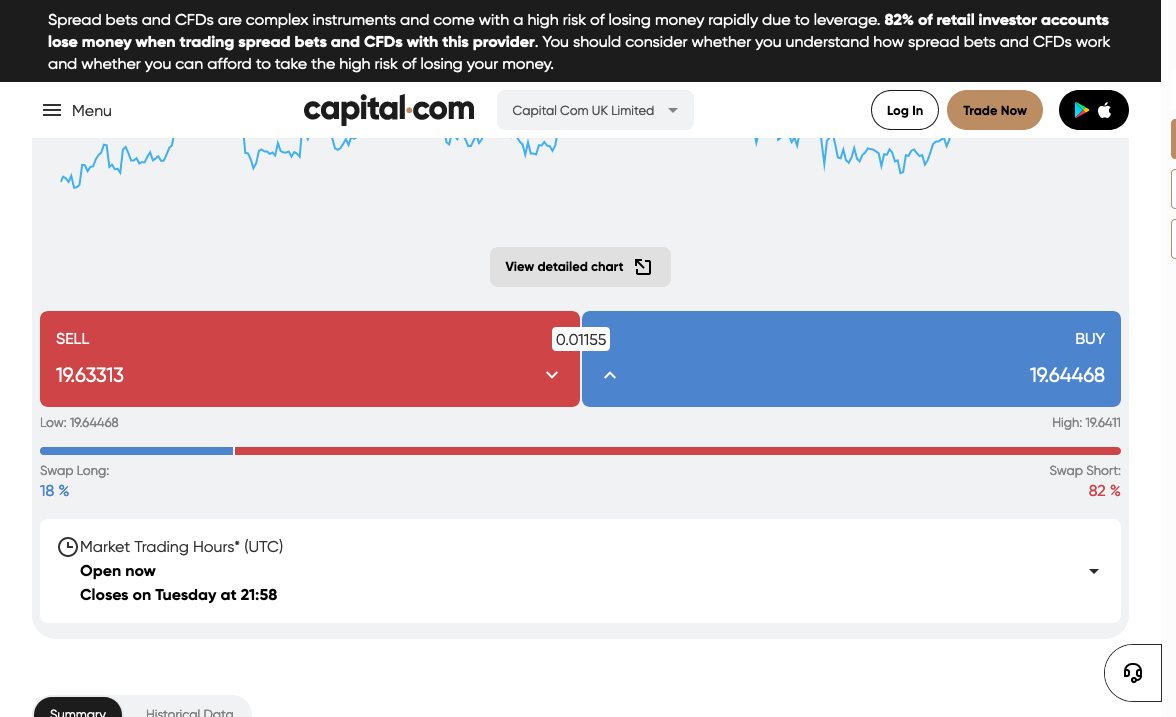 Spread bets and CFDs are complex instruments and come with a high risk of losing money rapidly due to leverage. 82% of retail investor accounts
lose money when trading spread bets and CFDs with this provider. You should consider whether you understand how spread bets and CFDs work
and whether you can afford to take the high risk of losing your money.
Menu
capital.com
Capital Com UK Limited
Log In
Trade Now
View detailed chart
SELL
0.01155
BUY
19.63313
19.64468
Low: 19.64468
High: 19.6411
Swap Long:
Swap Short:
18 %
82 %
Market Trading Hours* (UTC)
Open now
Closes on Tuesday at 21:58
Summary
Historical Data